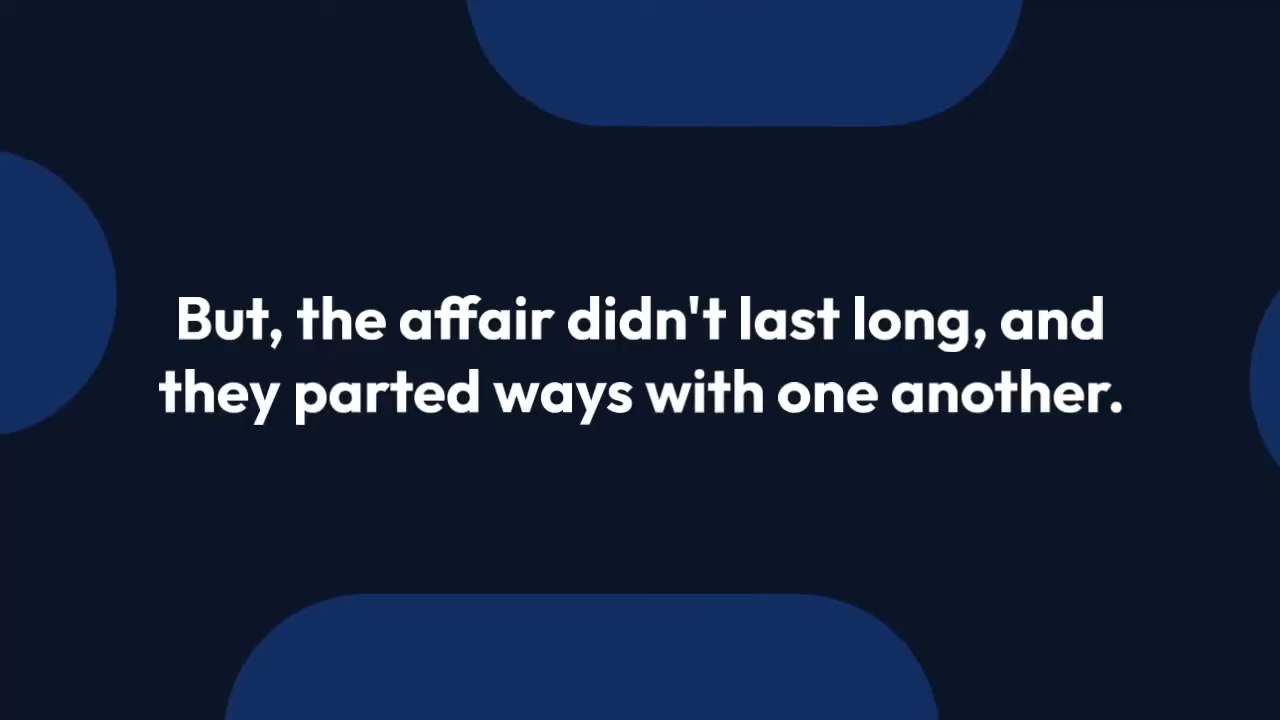 But, the affair didn't last long, and
they parted ways with one another.